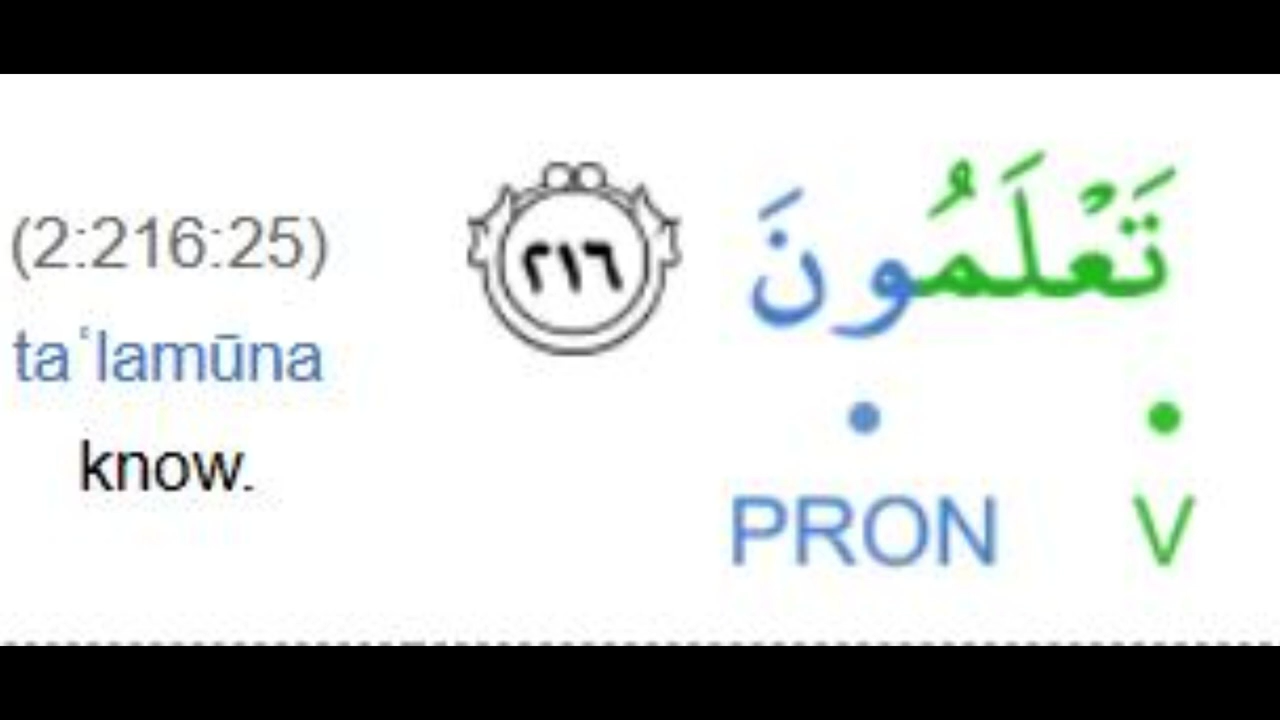 (2:216:25)
taʿlamūna
know.
تَعْلَمُونَ ٢١٦
PRON V